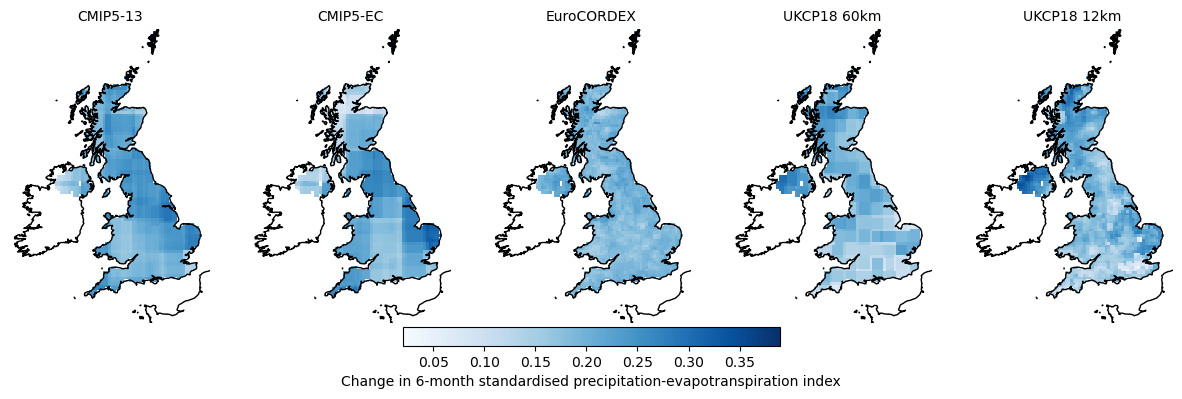 CMIP5-13 CMIP5-EC EuroCORDEX UKCP18 60km UKCP18 12km
0.05 0.10 0.15 0.20 0.25 0.30 0.35
Change in 6-month standardised precipitation-evapotranspiration index